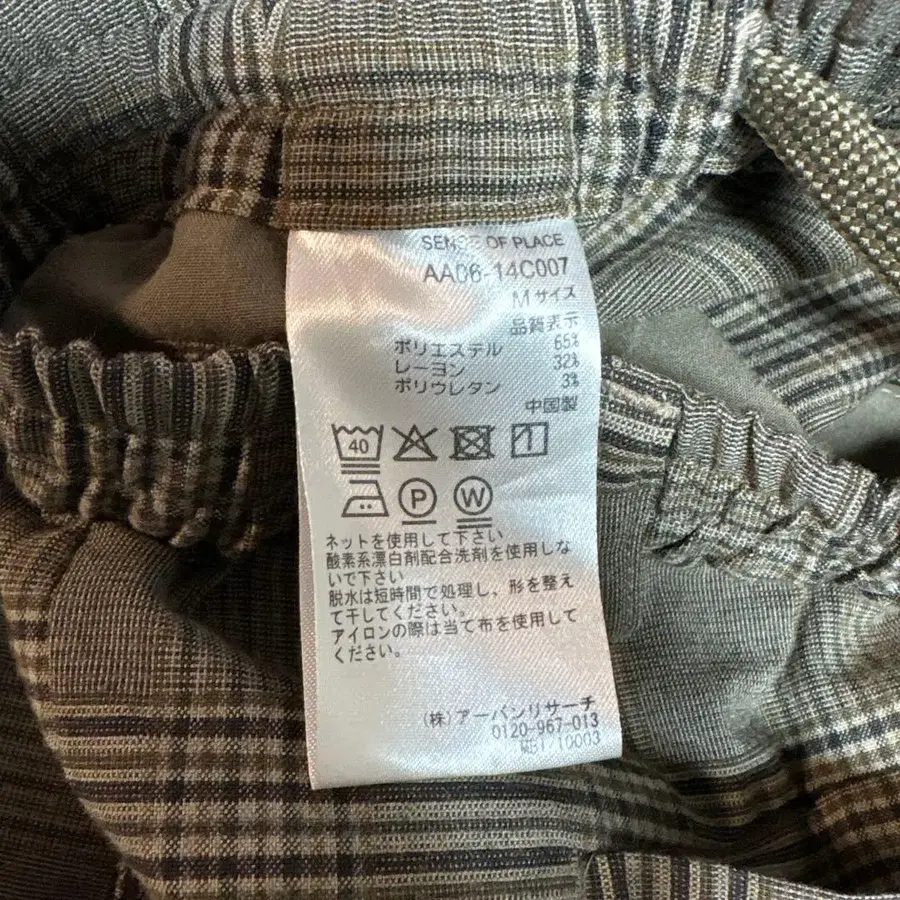 SENSE OF PLACE
AA06-14C007
Mサイズ
品質表示
ポリエステル 65%
レーヨン 32%
ポリウレタン 3%
中国製
40
P W
ネットを使用して下さい
酸素系漂白剤配合洗剤を使用しな
いで下さい
脱水は短時間で処理し、形を整え
て干してください。
アイロンの際は当て布を使用して
ください。
(株)アーバンリサーチ
0120-967-013